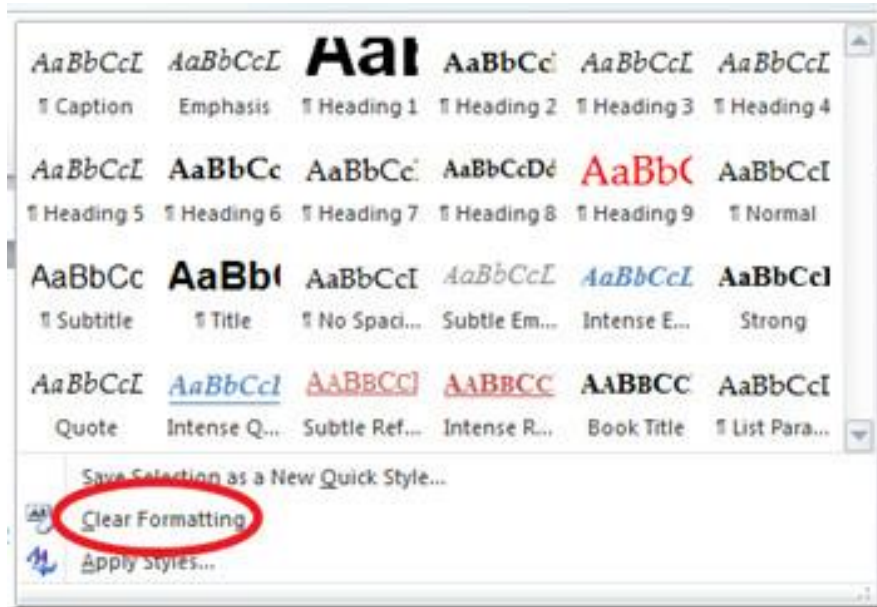 AaBbCcL AaBbCcL AaI AaBbCc AaBbCcL AaBbCcL
¶ Caption Emphasis ¶ Heading 1 ¶ Heading 2 ¶ Heading 3 ¶ Heading 4
AaBbCcL AaBbCc AaBbCc AaBbCcDd AaBb( AaBbCcI
¶ Heading 5 ¶ Heading 6 ¶ Heading 7 ¶ Heading 8 ¶ Heading 9 ¶ Normal
AaBbCc AaBb( AaBbCcI AaBbCcL AaBbCcL AaBbCcl
¶ Subtitle ¶ Title ¶ No Spaci... Subtle Em... Intense E... Strong
AaBbCcL AaBbCcl AABBCCI AABBCC AABBCC AaBbCcI
Quote Intense Q... Subtle Ref... Intense R... Book Title ¶ List Para...
Save Selection as a New Quick Style...
Clear Formatting
Apply Styles...